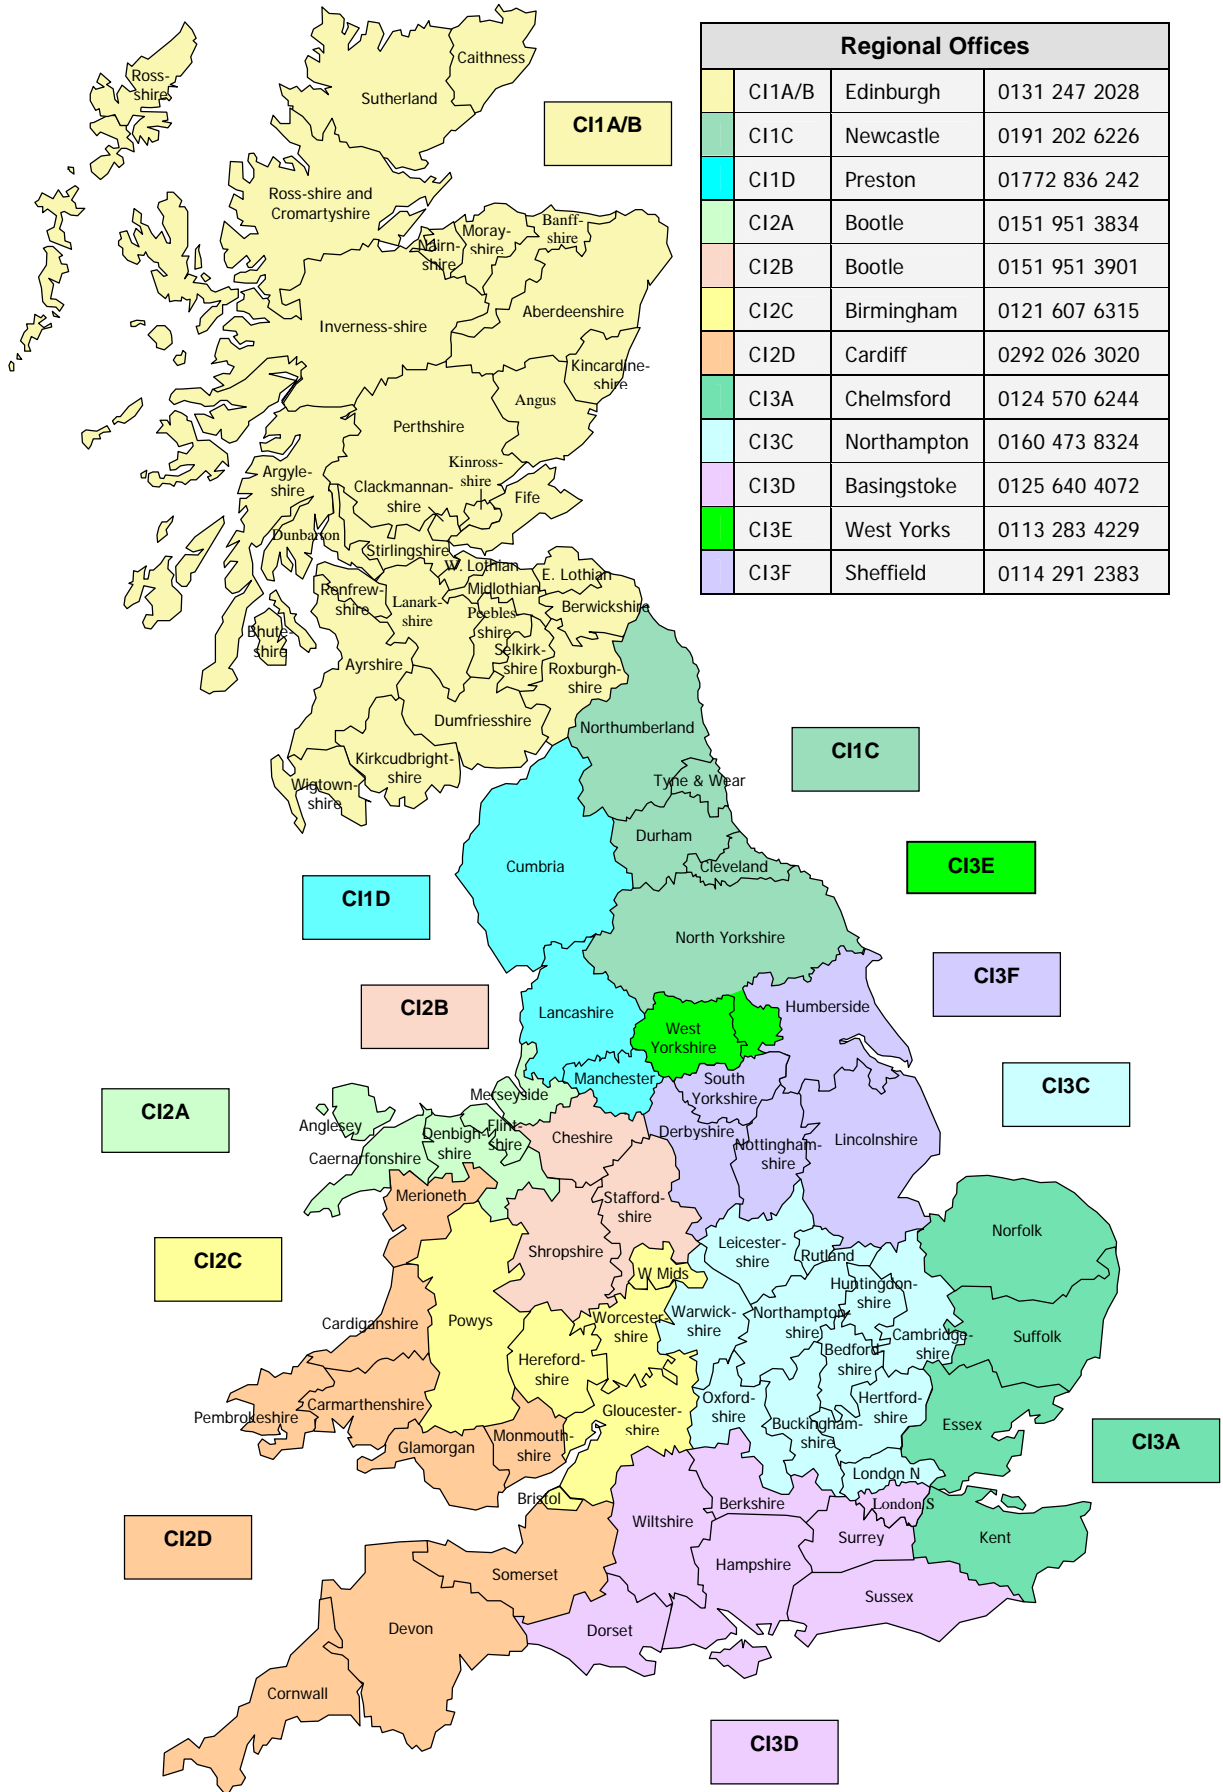 Regional Offices
CI1A/B Edinburgh 0131 247 2028
CI1C Newcastle 0191 202 6226
CI1D Preston 01772 836 242
CI2A Bootle 0151 951 3834
CI2B Bootle 0151 951 3901
CI2C Birmingham 0121 607 6315
CI2D Cardiff 0292 026 3020
CI3A Chelmsford 0124 570 6244
CI3C Northampton 0160 473 8324
CI3D Basingstoke 0125 640 4072
CI3E West Yorks 0113 283 4229
CI3F Sheffield 0114 291 2383
Ross-
shire
Caithness
Sutherland
CI1A/B
Ross-shire and
Cromartyshire
Nairn-
shire
Moray-
shire
Banff-
shire
Inverness-shire
Aberdeenshire
Kincardine-
shire
Angus
Perthshire
Kinross-
shire
Argyle-
shire
Clackmannan-
shire
Fife
Dunbarton
Stirlingshire
W. Lothian
E. Lothian
Midlothian
Renfrew-
shire
Lanark-
shire
Peebles
shire
Berwickshire
Bhute-
shire
Selkirk-
shire
Ayrshire
Roxburgh-
shire
Dumfriesshire
Northumberland
CI1C
Kirkcudbright-
shire
Wigtown-
shire
Tyne & Wear
Durham
Cumbria
Cleveland
CI3E
CI1D
North Yorkshire
CI3F
CI2B
Lancashire
Humberside
West
Yorkshire
CI3C
Manchester
South
Yorkshire
CI2A
Merseyside
Anglesey
Flint-
shire
Denbigh-
shire
Caernarfonshire
Cheshire
Derbyshire
Nottingham-
shire
Lincolnshire
Merioneth
Stafford-
shire
Norfolk
CI2C
Shropshire
Leicester-
shire
Rutland
W Mids
Huntingdon-
shire
Cardiganshire
Powys
Worcester-
shire
Warwick-
shire
Northampton-
shire
Cambridge-
shire
Suffolk
Hereford-
shire
Bedford
shire
Pembrokeshire
Carmarthenshire
Gloucester-
shire
Oxford-
shire
Buckingham-
shire
Hertford-
shire
Essex
CI3A
Glamorgan
Monmouth-
shire
London N
Bristol
Berkshire
London S
CI2D
Wiltshire
Surrey
Kent
Somerset
Hampshire
Sussex
Devon
Dorset
Cornwall
CI3D